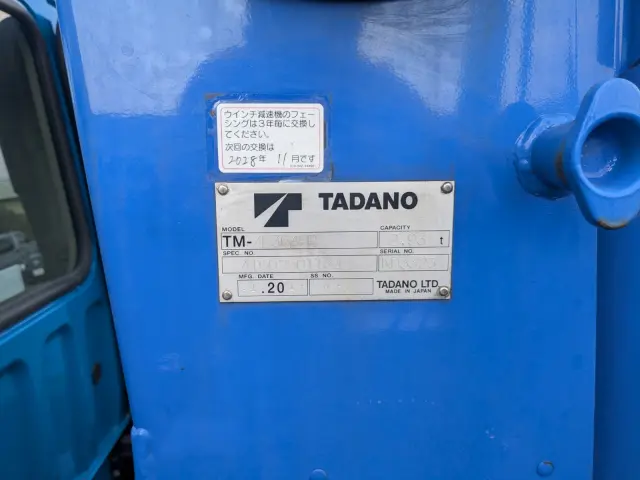 ウインチ減速機のフェー
シングは3年毎に交換し
てください。
次回の交換は
2028年 11月です
TADANO
MODEL
CAPACITY
TM-
t
SPEC. NO.
SERIAL NO.
MFG. DATE
SS NO.
.20
TADANO LTD.
MADE IN JAPAN